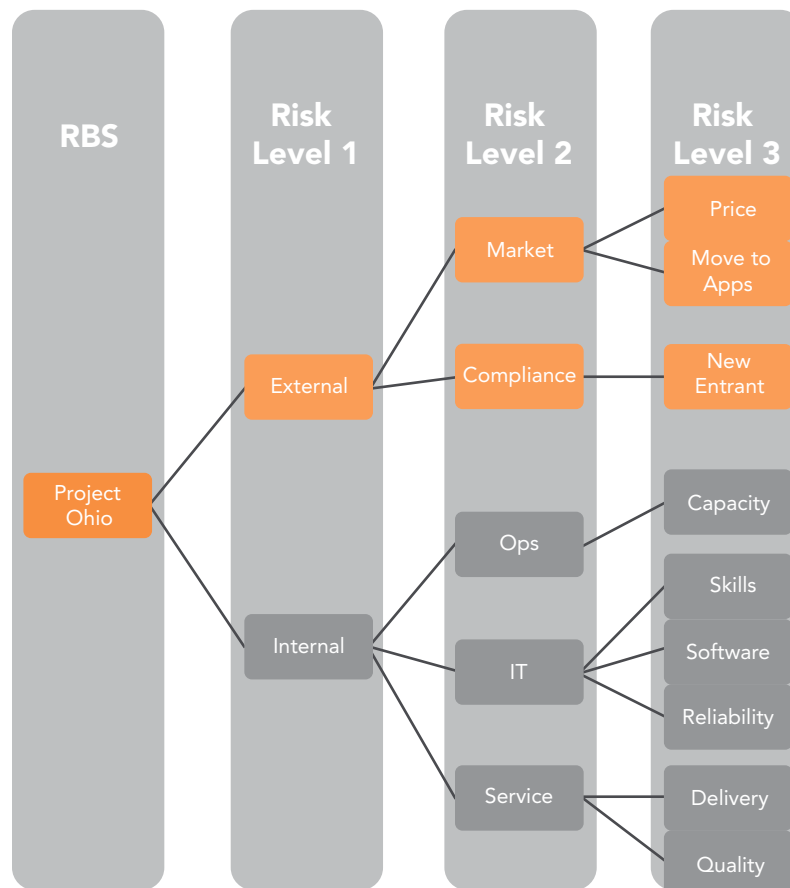 RBS
Risk
Level 1
Risk
Level 2
Risk
Level 3
Project
Ohio
External
Internal
Market
Compliance
Ops
IT
Service
Price
Move to
Apps
New
Entrant
Capacity
Skills
Software
Reliability
Delivery
Quality